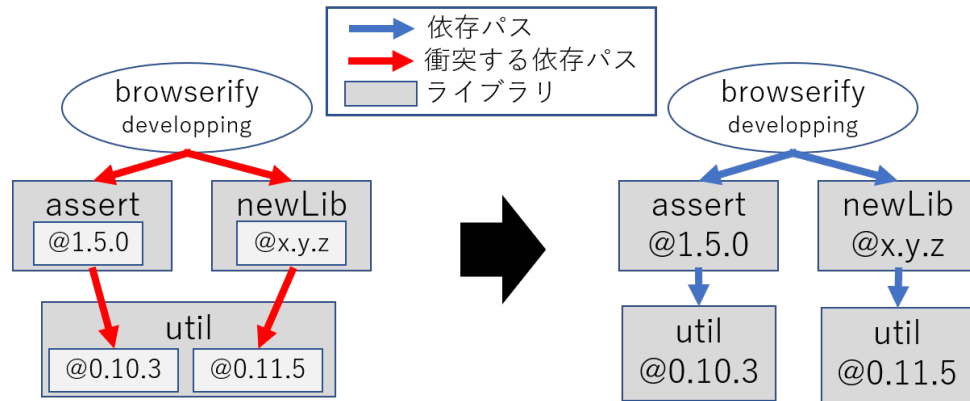 依存パス
衝突する依存パス
ライブラリ
browserify
developping
assert
@1.5.0
newLib
@x.y.z
util
@0.10.3
@0.11.5
browserify
developping
assert
@1.5.0
newLib
@x.y.z
util
@0.10.3
util
@0.11.5